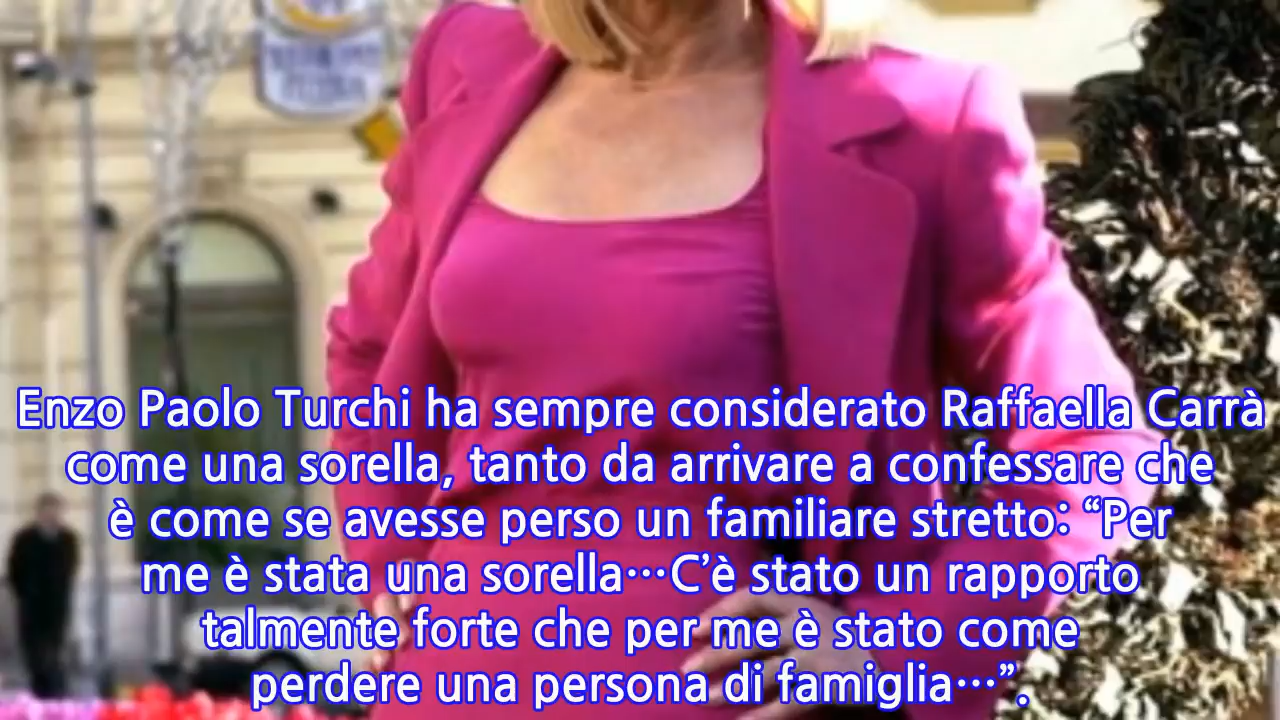 Enzo Paolo Turchi ha sempre considerato Raffaella Carrà
come una sorella, tanto da arrivare a confessare che
è come se avesse perso un familiare stretto: “Per
me è stata una sorella…C’è stato un rapporto
talmente forte che per me è stato come
perdere una persona di famiglia…”.